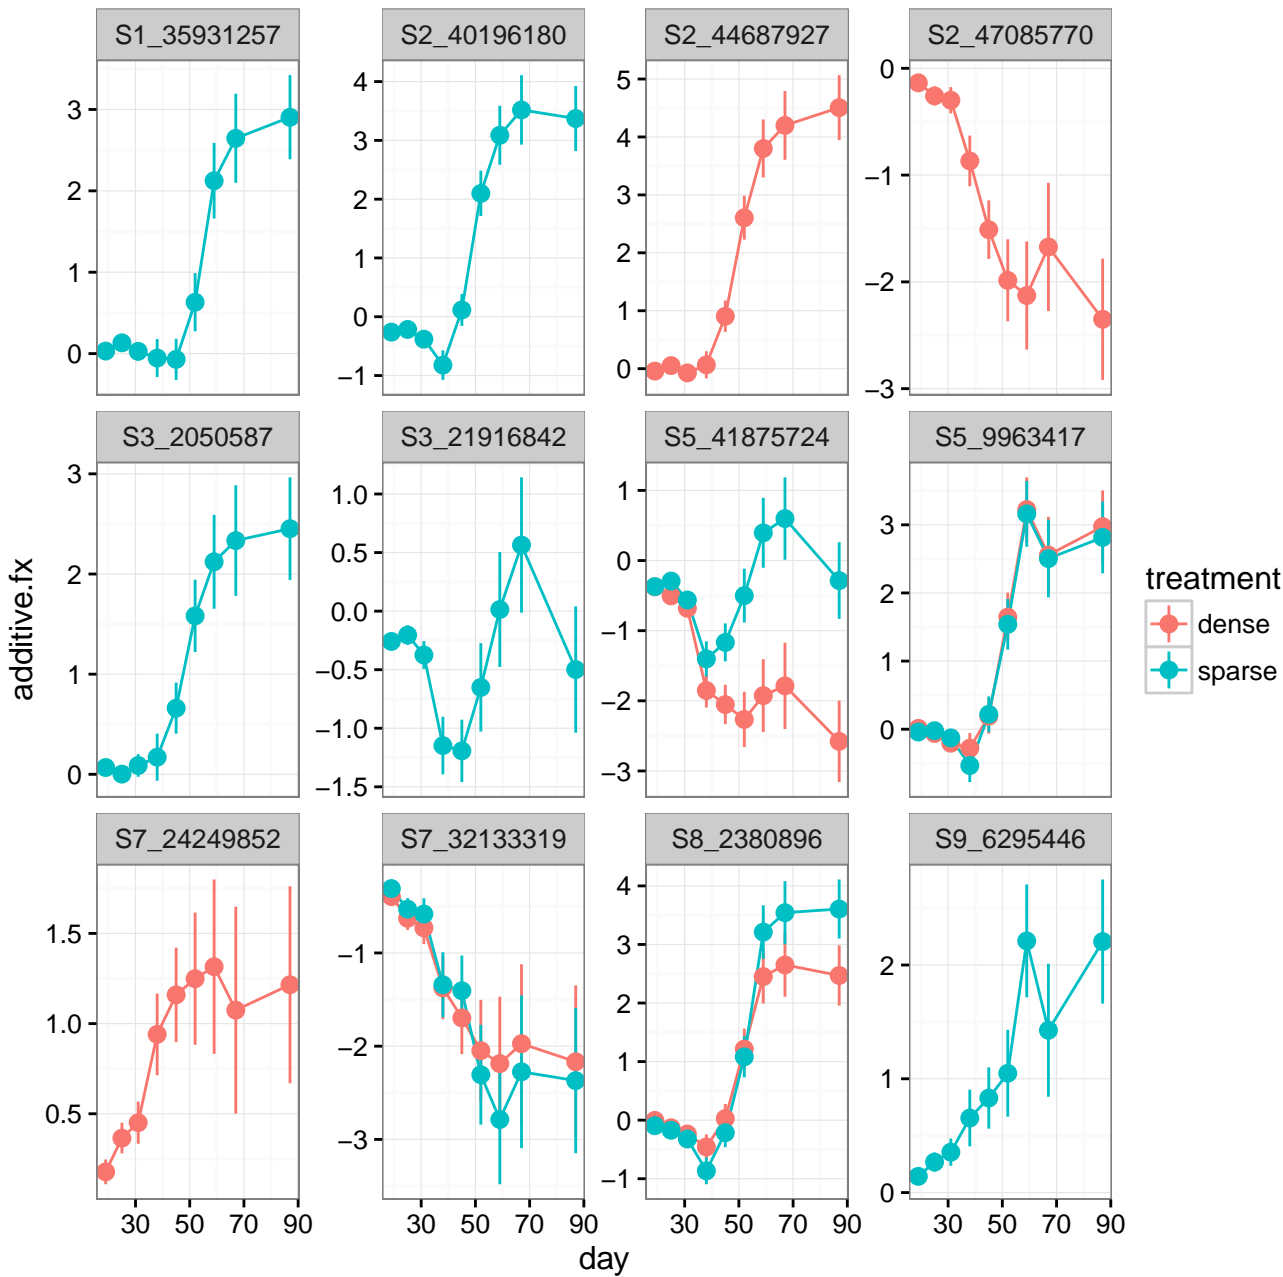 S1_35931257 S2_40196180 S2_44687927 S2_47085770
3 2 1 0
4 3 2 1 0 −1
5 4 3 2 1 0
0 −1 −2 −3
S3_2050587 S3_21916842 S5_41875724 S5_9963417
3 2 1 0
1.0 0.5 0.0 −0.5 −1.0 −1.5
1 0 −1 −2 −3
3 2 1 0
additive.fx
treatment
dense
sparse
S7_24249852 S7_32133319 S8_2380896 S9_6295446
1.5 1.0 0.5
−1 −2 −3
4 3 2 1 0 −1
2 1 0
30 50 70 90 30 50 70 90 30 50 70 90 30 50 70 90
day